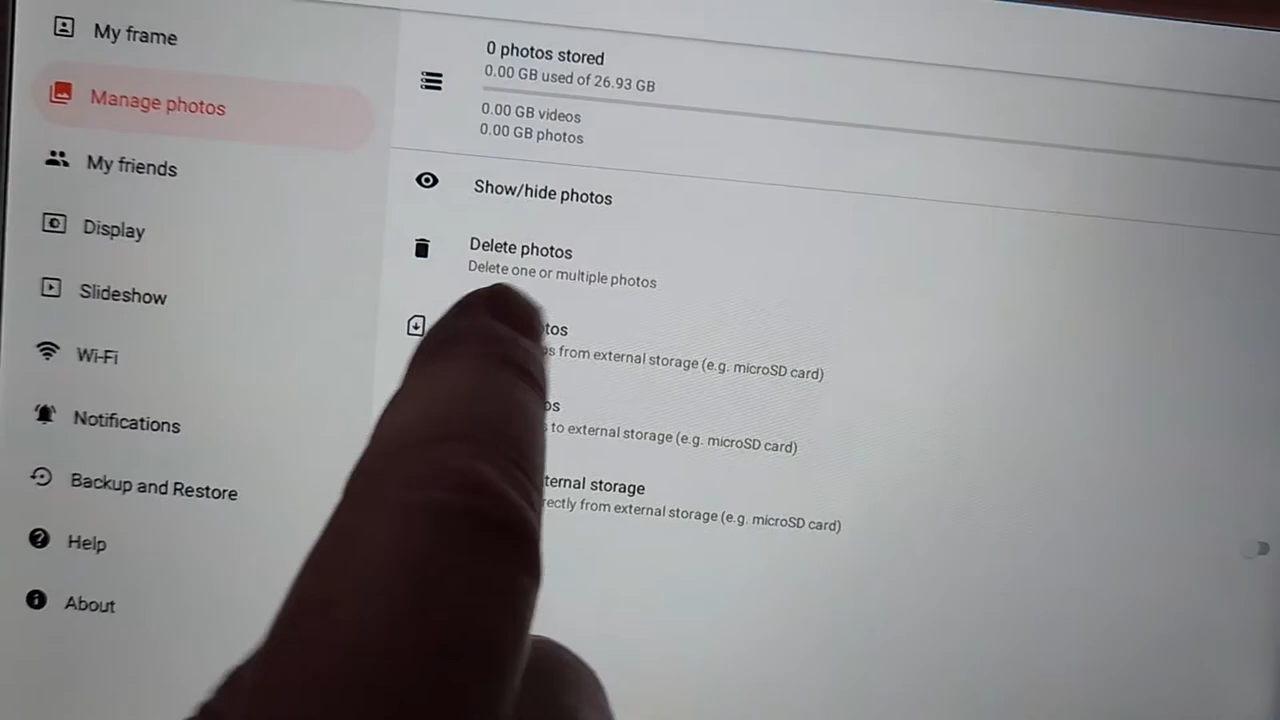 My frame
Manage photos
My friends
Display
Slideshow
Wi-Fi
Notifications
Backup and Restore
Help
About
0 photos stored
0.00 GB used of 26.93 GB
0.00 GB videos
0.00 GB photos
Show/hide photos
Delete photos
Delete one or multiple photos
from external storage (e.g. microSD card)
to external storage (e.g. microSD card)
storage
from external storage (e.g. microSD card)